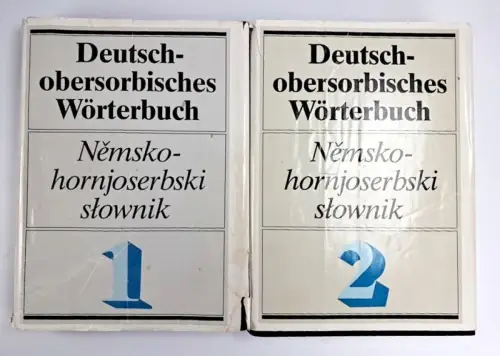 Deutsch-
obersorbisches
Wörterbuch
Němsko-
hornjoserbski
słownik
1
Deutsch-
obersorbisches
Wörterbuch
Němsko-
hornjoserbski
słownik
2